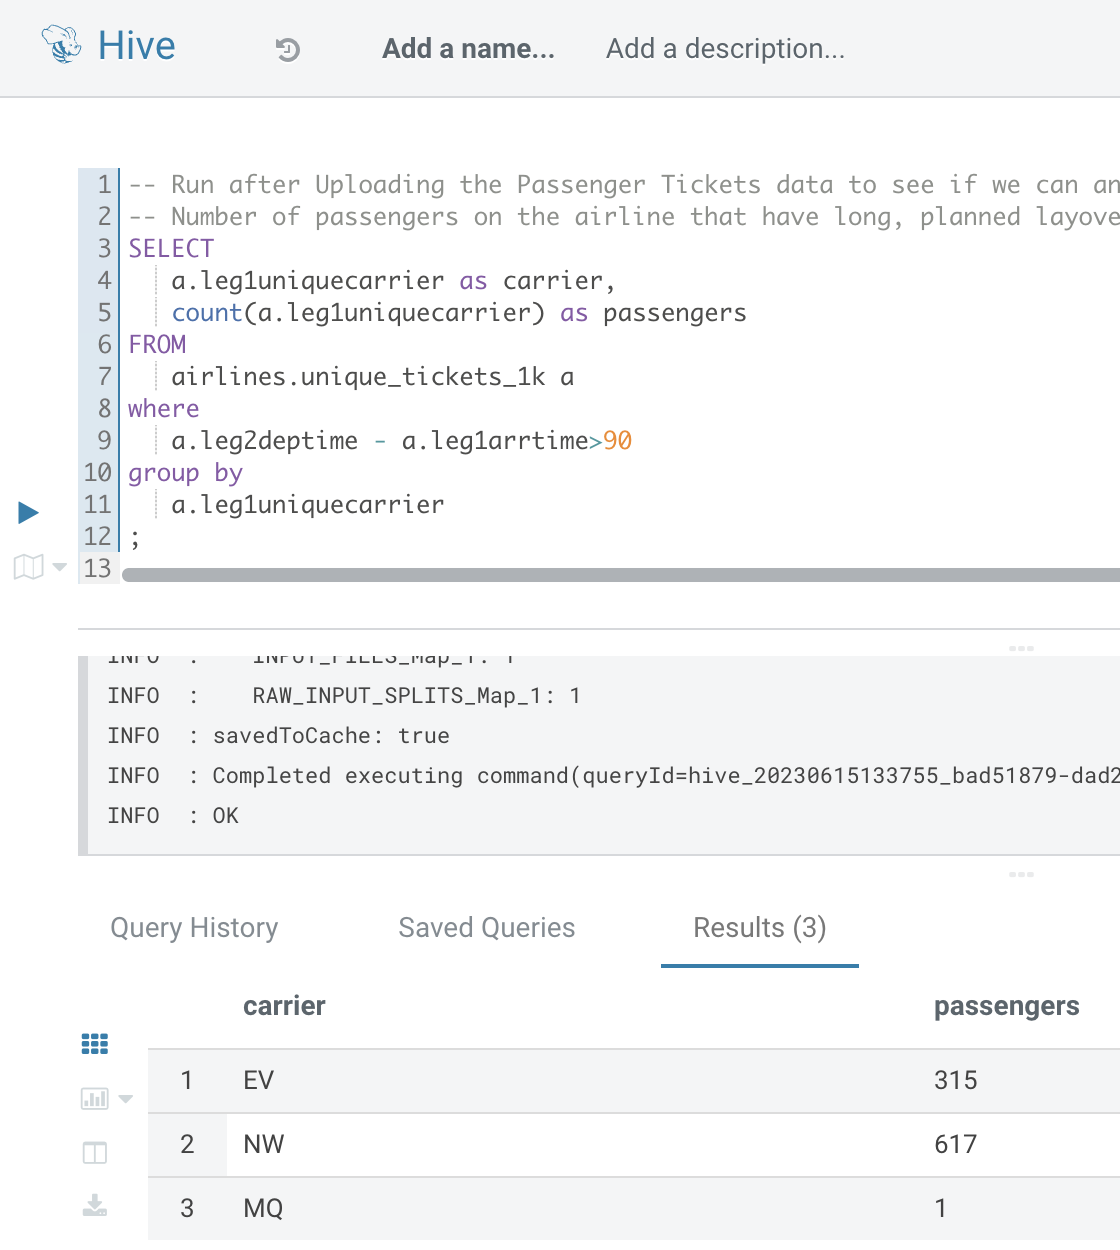 Hive
Add a name...
Add a description...
1 -- Run after Uploading the Passenger Tickets data to see if we can an
2 -- Number of passengers on the airline that have long, planned layove
3 SELECT
4 a.leg1uniquecarrier as carrier,
5 count(a.leg1uniquecarrier) as passengers
6 FROM
7 airlines.unique_tickets_1k a
8 where
9 a.leg2deptime - a.leg1arrtime>90
10 group by
11 a.leg1uniquecarrier
12 ;
13
INFO : INPUT_FILES_Map_1: 1
INFO : RAW_INPUT_SPLITS_Map_1: 1
INFO : savedToCache: true
INFO : Completed executing command(queryId=hive_20230615133755_bad51879-dad2
INFO : OK
Query History
Saved Queries
Results (3)
carrier passengers
1 EV 315
2 NW 617
3 MQ 1